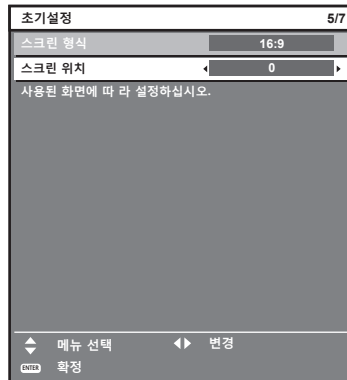 초기설정 5/7
스크린 형식 16:9
스크린 위치 0
사용된 화면에 따 라 설정하십시오.
메뉴 선택 변경
ENTER 확정